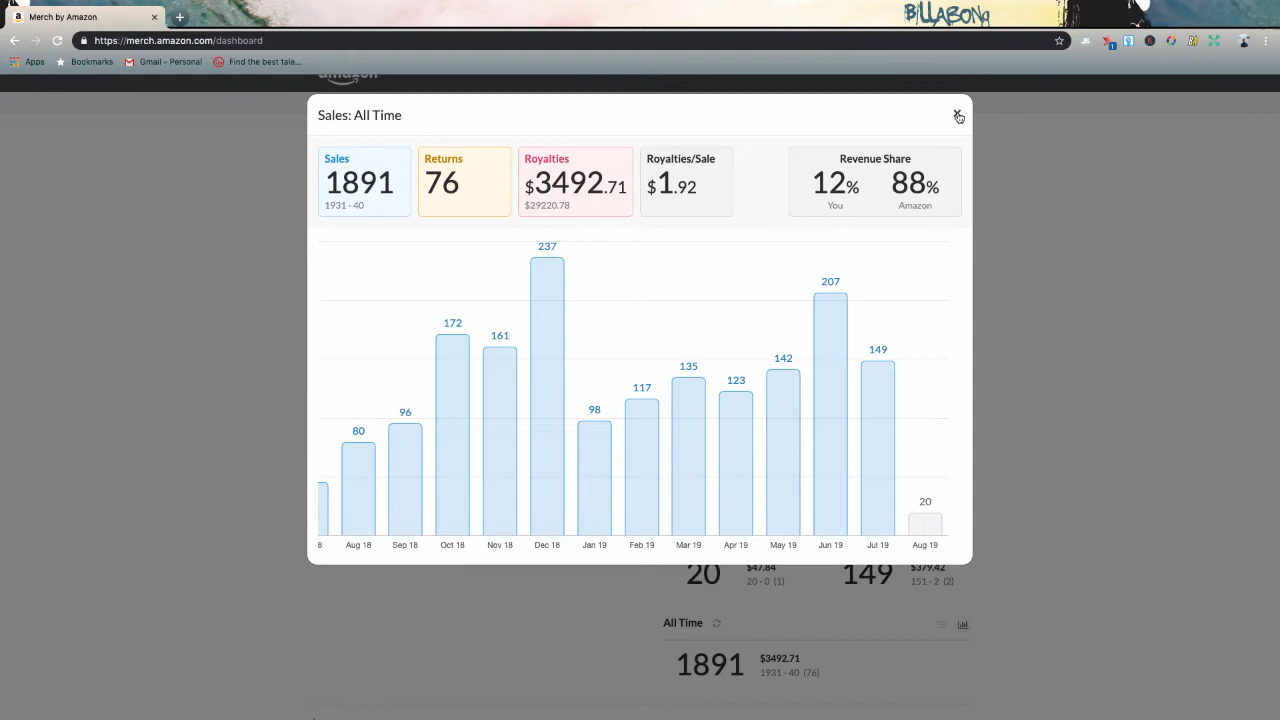 BILLABONG
Merch by Amazon
https://merch.amazon.com/dashboard
Apps
Bookmarks
Gmail - Personal
Find the best tale...
amazon
Sales: All Time
Sales
1891
1931 - 40
Returns
76
Royalties
$3492.71
$29220.78
Royalties/Sale
$1.92
Revenue Share
12% 88%
You Amazon
237
207
172
161
149
142
135
123
117
98
96
80
20
8 Aug 18 Sep 18 Oct 18 Nov 18 Dec 18 Jan 19 Feb 19 Mar 19 Apr 19 May 19 Jun 19 Jul 19 Aug 19
20 $47.84 149 $379.42
20 - 0 (1) 151 - 2 (2)
All Time
1891 $3492.71
1931 - 40 (76)